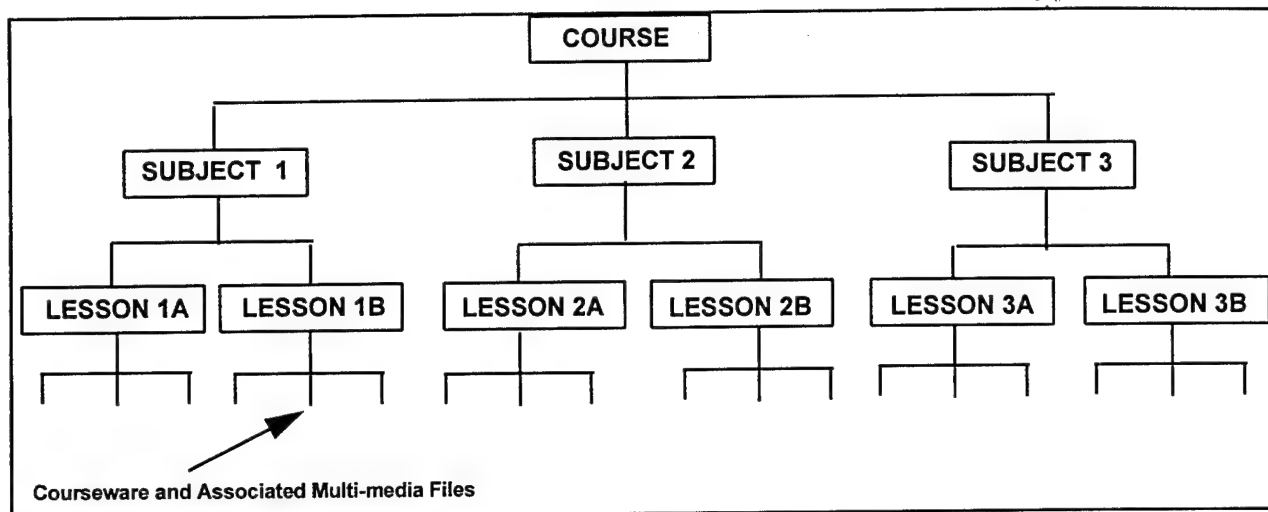 COURSE
SUBJECT 1
SUBJECT 2
SUBJECT 3
LESSON 1A
LESSON 1B
LESSON 2A
LESSON 2B
LESSON 3A
LESSON 3B
Courseware and Associated Multi-media Files